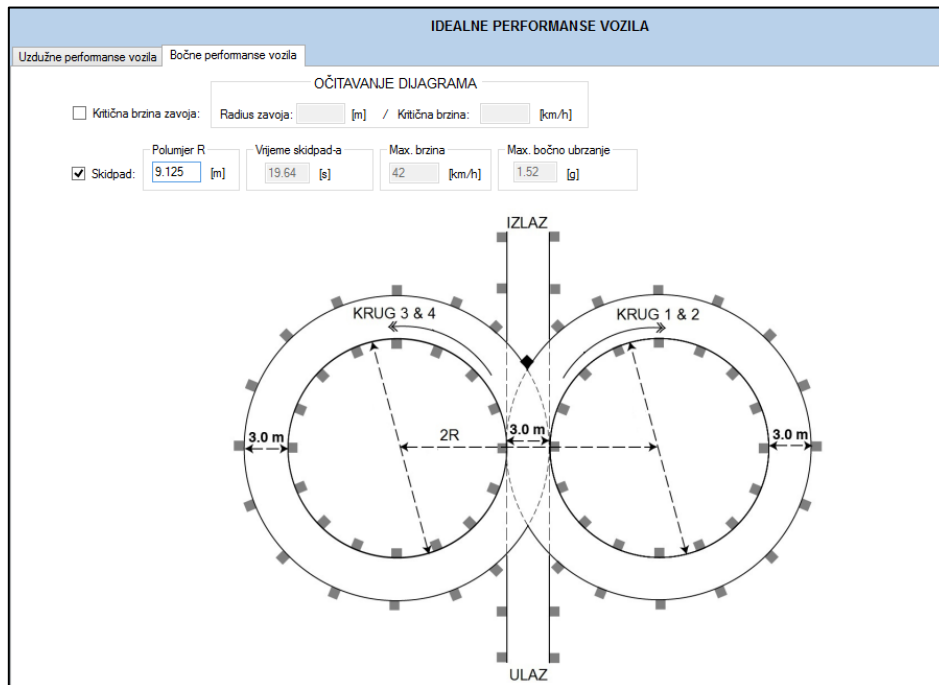 IDEALNE PERFORMANSE VOZILA
Uzdužne performanse vozila Bočne performanse vozila
OČITAVANJE DIJAGRAMA
Kritična brzina zavoja: Radius zavoja: [m] / Kritična brzina: [km/h]
Polumjer R Vrijeme skidpad-a Max. brzina Max. bočno ubrzanje
Skidpad: 9.125 [m] 19.64 [s] 42 [km/h] 1.52 [g]
IZLAZ
KRUG 3 & 4 KRUG 1 & 2
3.0 m 2R 3.0 m 3.0 m
ULAZ